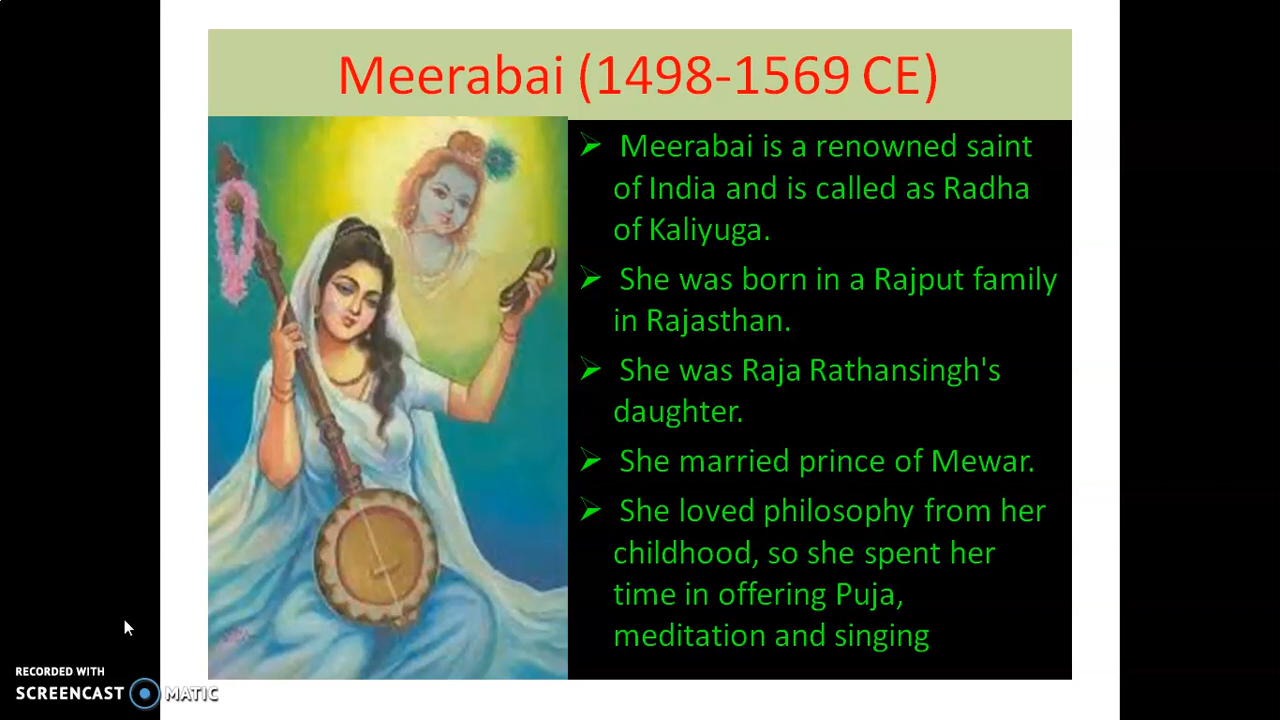 Meerabai (1498-1569 CE)
➢ Meerabai is a renowned saint
of India and is called as Radha
of Kaliyuga.
➢ She was born in a Rajput family
in Rajasthan.
➢ She was Raja Rathansingh's
daughter.
➢ She married prince of Mewar.
➢ She loved philosophy from her
childhood, so she spent her
time in offering Puja,
meditation and singing
RECORDED WITH
SCREENCAST MATIC